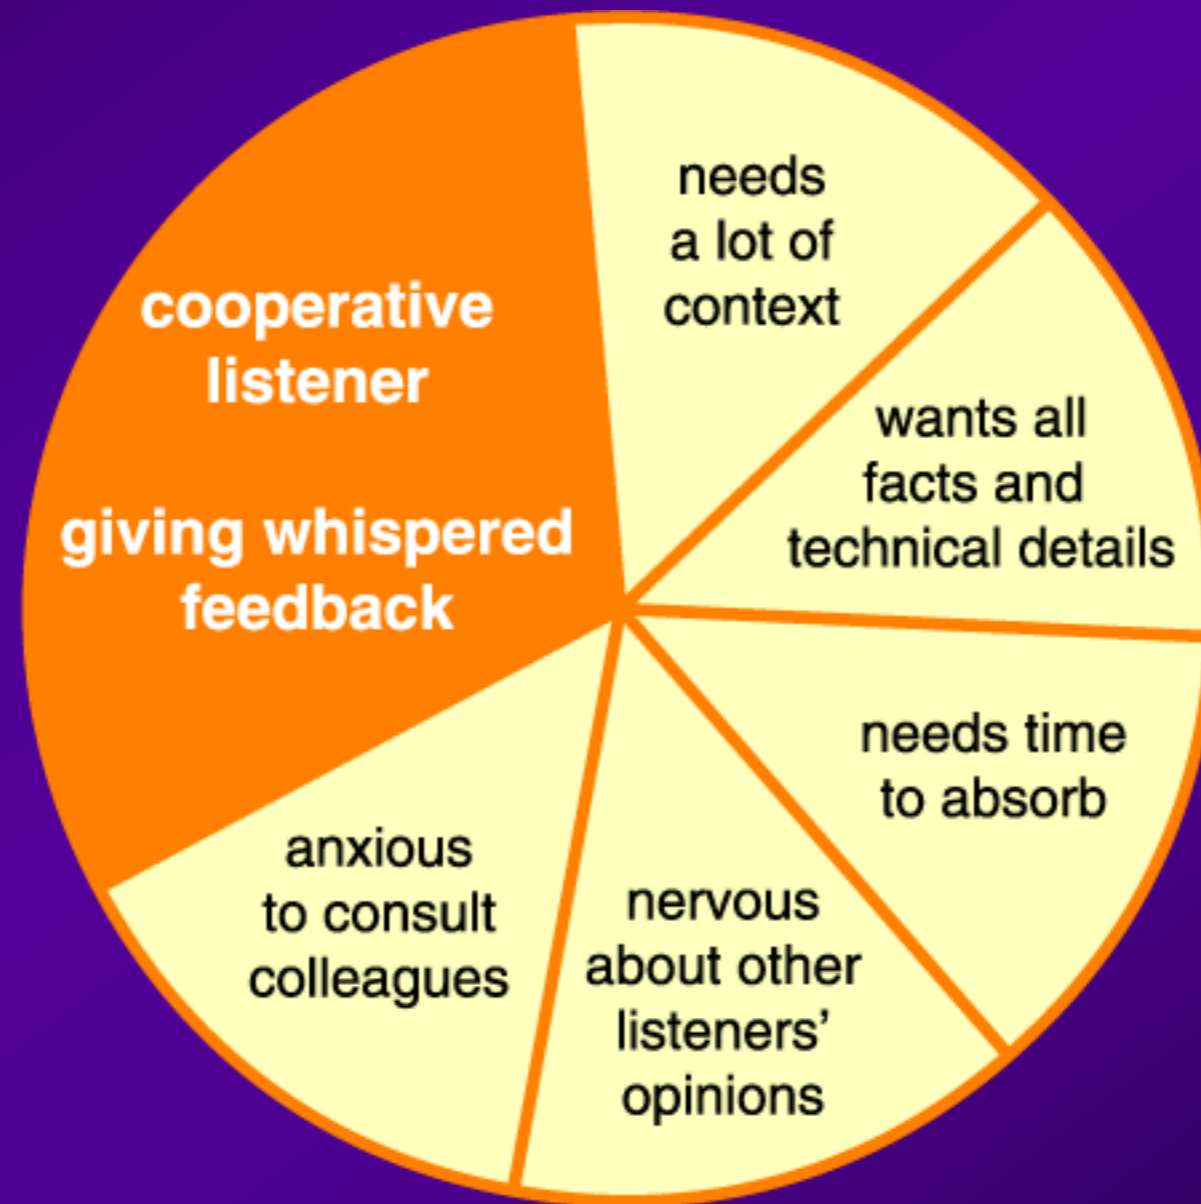 cooperative
listener
giving whispered
feedback
needs
a lot of
context
wants all
facts and
technical details
needs time
to absorb
nervous
about other
listeners’
opinions
anxious
to consult
colleagues